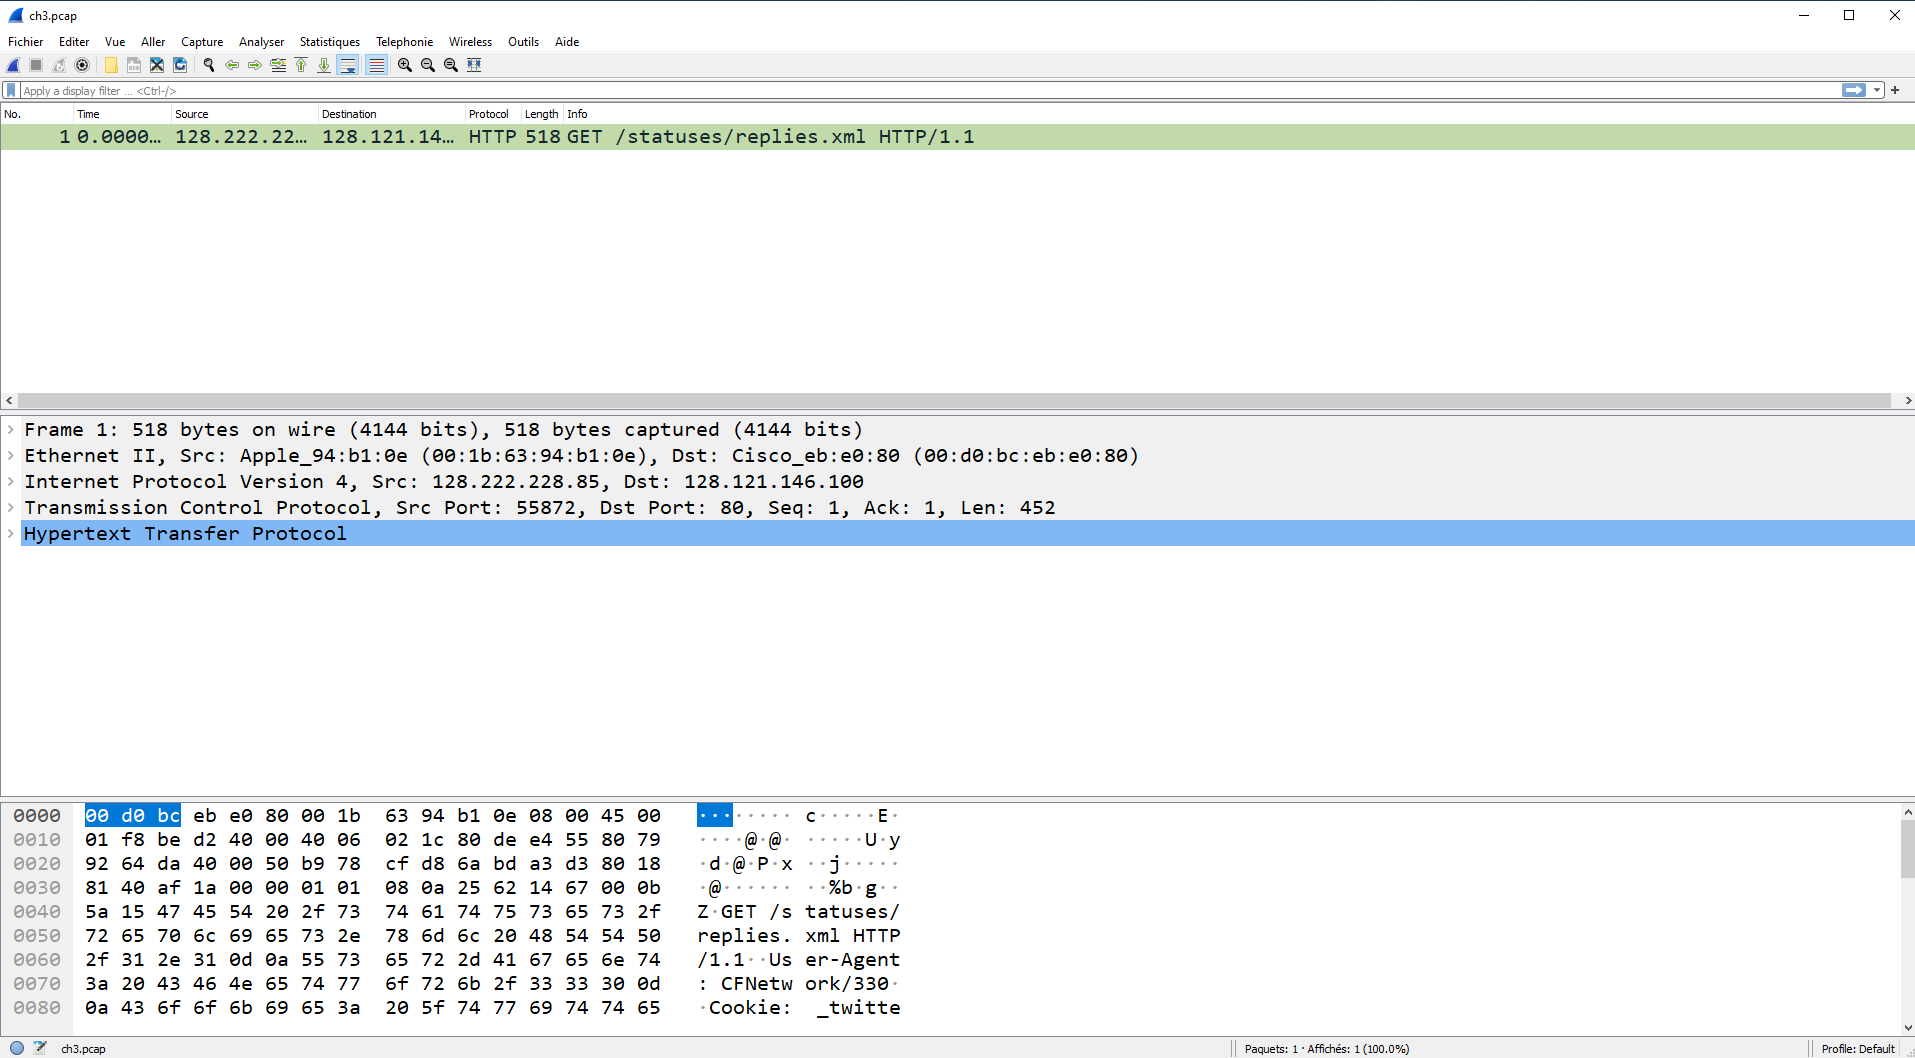 ch3.pcap
Fichier Editer Vue Aller Capture Analyser Statistiques Telephonie Wireless Outils Aide
Apply a display filter ... <Ctrl-/>
No. Time Source Destination Protocol Length Info
1 0.0000… 128.222.22… 128.121.14… HTTP 518 GET /statuses/replies.xml HTTP/1.1
Frame 1: 518 bytes on wire (4144 bits), 518 bytes captured (4144 bits)
Ethernet II, Src: Apple_94:b1:0e (00:1b:63:94:b1:0e), Dst: Cisco_eb:e0:80 (00:d0:bc:eb:e0:80)
Internet Protocol Version 4, Src: 128.222.228.85, Dst: 128.121.146.100
Transmission Control Protocol, Src Port: 55872, Dst Port: 80, Seq: 1, Ack: 1, Len: 452
Hypertext Transfer Protocol
0000 00 d0 bc eb e0 80 00 1b 63 94 b1 0e 08 00 45 00 ········ c·····E·
0010 01 f8 be d2 40 00 40 06 02 1c 80 de e4 55 80 79 ····@·@· ·····U·y
0020 92 64 da 40 00 50 b9 78 cf d8 6a bd a3 d3 80 18 ·d·@·P·x ··j·····
0030 81 40 af 1a 00 00 01 01 08 0a 25 62 14 67 00 0b ·@······ ··%b·g··
0040 5a 15 47 45 54 20 2f 73 74 61 74 75 73 65 73 2f Z·GET /s tatuses/
0050 72 65 70 6c 69 65 73 2e 78 6d 6c 20 48 54 54 50 replies. xml HTTP
0060 2f 31 2e 31 0d 0a 55 73 65 72 2d 41 67 65 6e 74 /1.1··Us er-Agent
0070 3a 20 43 46 4e 65 74 77 6f 72 6b 2f 33 33 30 0d : CFNetw ork/330·
0080 0a 43 6f 6f 6b 69 65 3a 20 5f 74 77 69 74 74 65 ·Cookie: _twitte
ch3.pcap Paquets: 1 · Affichés: 1 (100.0%) Profile: Default